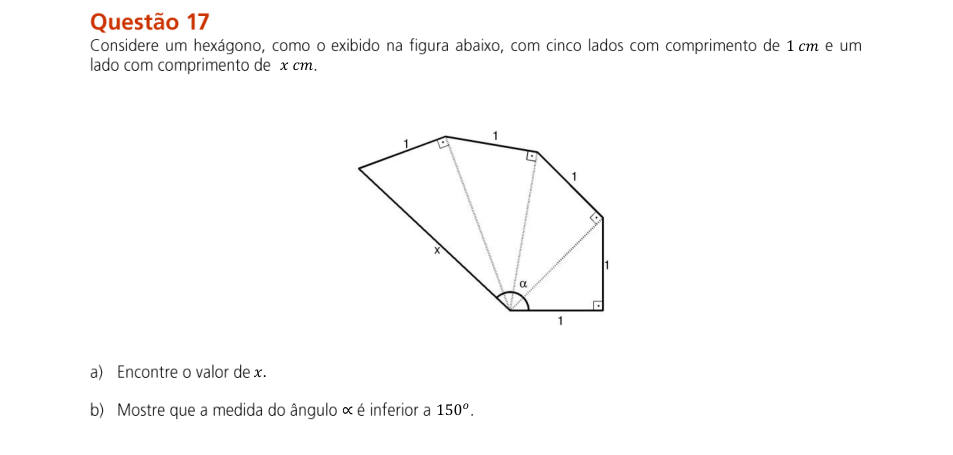 Questão 17
Considere um hexágono, como o exibido na figura abaixo, com cinco lados com comprimento de 1 cm e um
lado com comprimento de x cm.
1
1
1
x
1
α
1
a) Encontre o valor de x.
b) Mostre que a medida do ângulo ∝ é inferior a 150º.